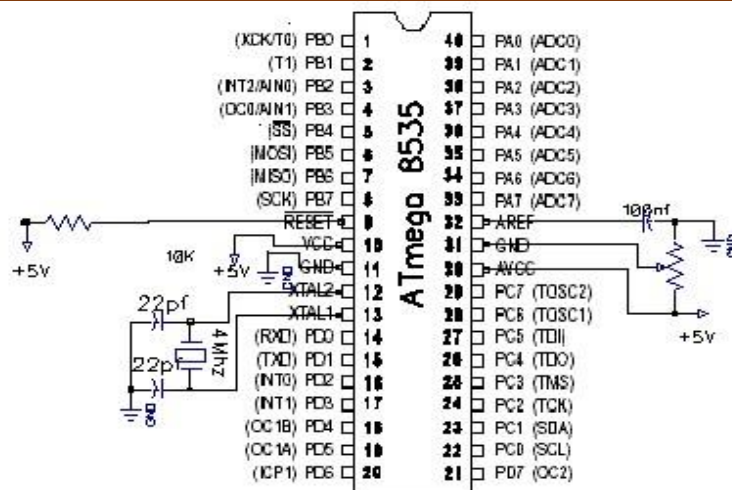 (XCK/T0) PB0 1 40 PA0 (ADC0)
(T1) PB1 2 39 PA1 (ADC1)
(INT2/AIN0) PB2 3 38 PA2 (ADC2)
(OC0/AIN1) PB3 4 37 PA3 (ADC3)
(SS) PB4 5 36 PA4 (ADC4)
(MOSI) PB5 6 35 PA5 (ADC5)
(MISO) PB6 7 34 PA6 (ADC6)
(SCK) PB7 8 33 PA7 (ADC7)
RESET 9 32 AREF 100nf
VCC 10 31 GND GND
10K
+5V +5V
GND 11 30 AVCC
GND
XTAL2 12 29 PC7 (TOSC2)
22pf
XTAL1 13 28 PC6 (TOSC1)
+5V
(RXD) PD0 14 27 PC5 (TDI)
4Mhz
22pf
(TXD) PD1 15 26 PC4 (TDO)
(INT0) PD2 16 25 PC3 (TMS)
(INT1) PD3 17 24 PC2 (TCK)
GND
(OC1B) PD4 18 23 PC1 (SDA)
(OC1A) PD5 19 22 PC0 (SCL)
(ICP1) PD6 20 21 PD7 (OC2)
ATmega 8535